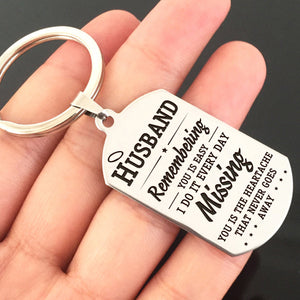 HUSBAND
Remembering
YOU IS EASY
I DO IT EVERY DAY
Missing
YOU IS THE HEARTACHE
THAT NEVER GOES
AWAY